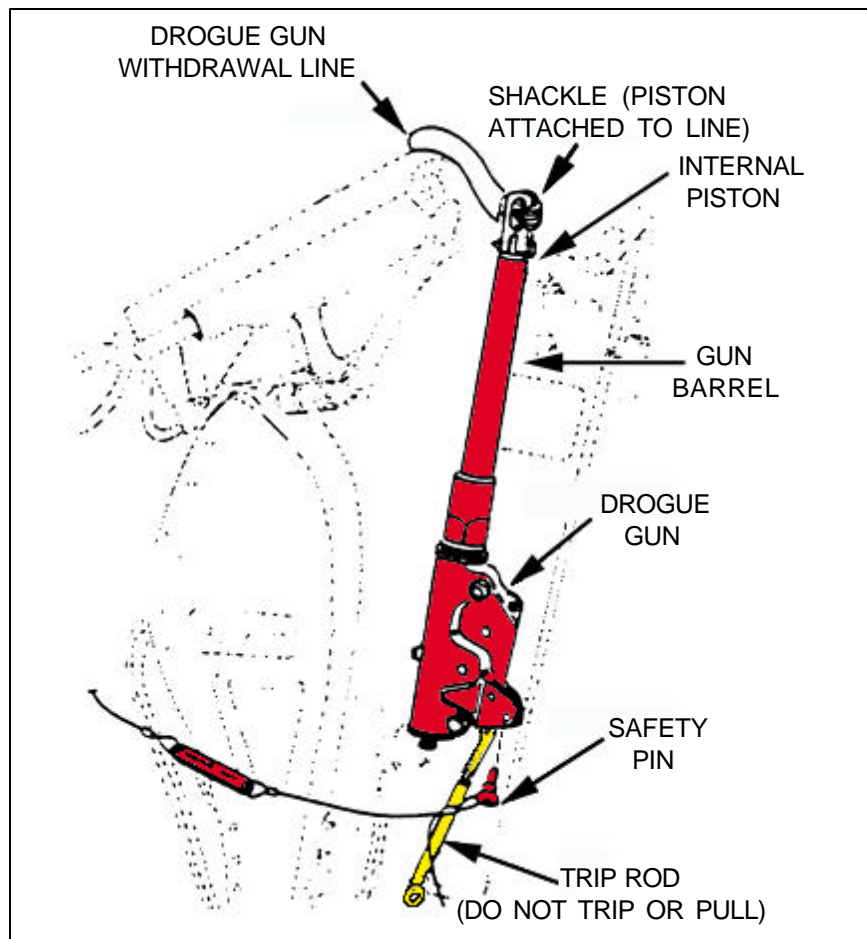 DROGUE GUN
WITHDRAWAL LINE
SHACKLE (PISTON
ATTACHED TO LINE)
INTERNAL
PISTON
GUN
BARREL
DROGUE
GUN
SAFETY
PIN
TRIP ROD
(DO NOT TRIP OR PULL)